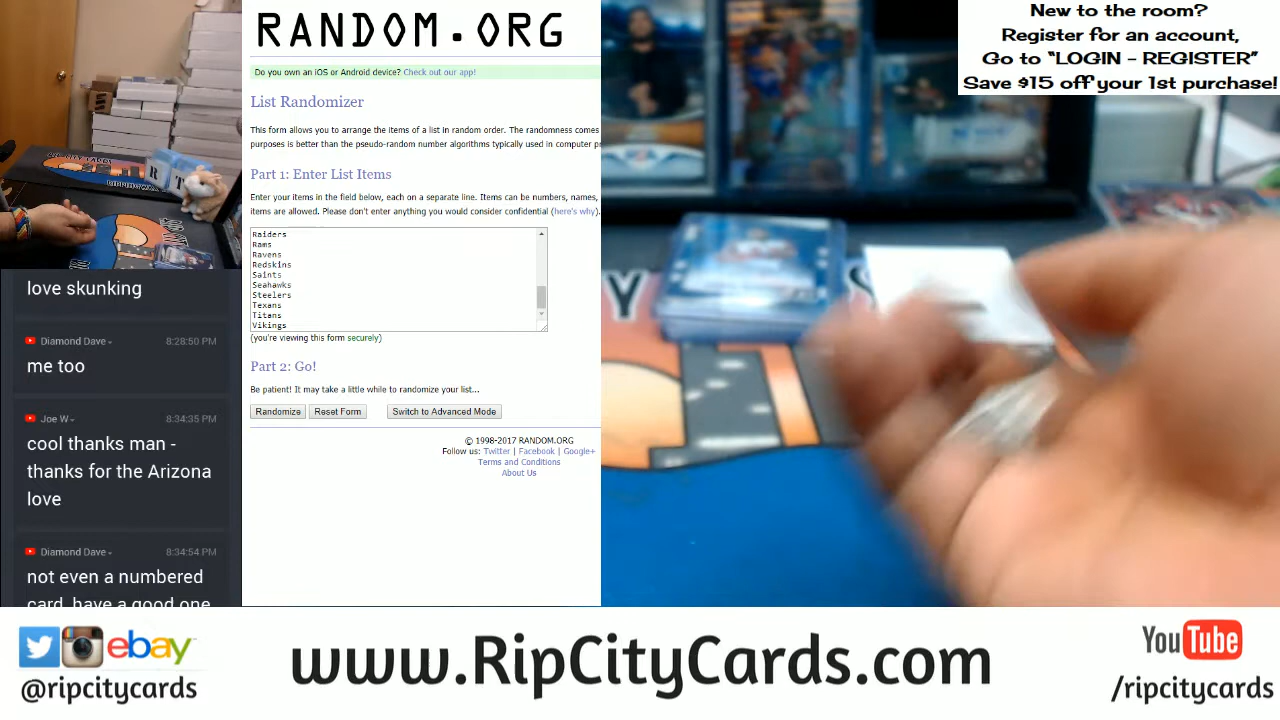 RANDOM.ORG
Do you own an iOS or Android device? Check out our app!
List Randomizer
This form allows you to arrange the items of a list in random order. The randomness comes
purposes is better than the pseudo-random number algorithms typically used in computer pr
Part 1: Enter List Items
Enter your items in the field below, each on a separate line. Items can be numbers, names,
items are allowed. Please don't enter anything you would consider confidential (here's why).
Raiders
Rams
Ravens
Redskins
Saints
Seahawks
Steelers
Texans
Titans
Vikings
(you're viewing this form securely)
Part 2: Go!
Be patient! It may take a little while to randomize your list...
Randomize Reset Form Switch to Advanced Mode
© 1998-2017 RANDOM.ORG
Follow us: Twitter | Facebook | Google+
Terms and Conditions
About Us
New to the room?
Register for an account,
Go to "LOGIN - REGISTER"
Save $15 off your 1st purchase!
love skunking
Diamond Dave 8:28:50 PM
me too
Joe W 8:34:35 PM
cool thanks man -
thanks for the Arizona
love
Diamond Dave 8:34:54 PM
not even a numbered
card, have a good one
ebay
@ripcitycards
www.RipCityCards.com
YouTube
/ripcitycards